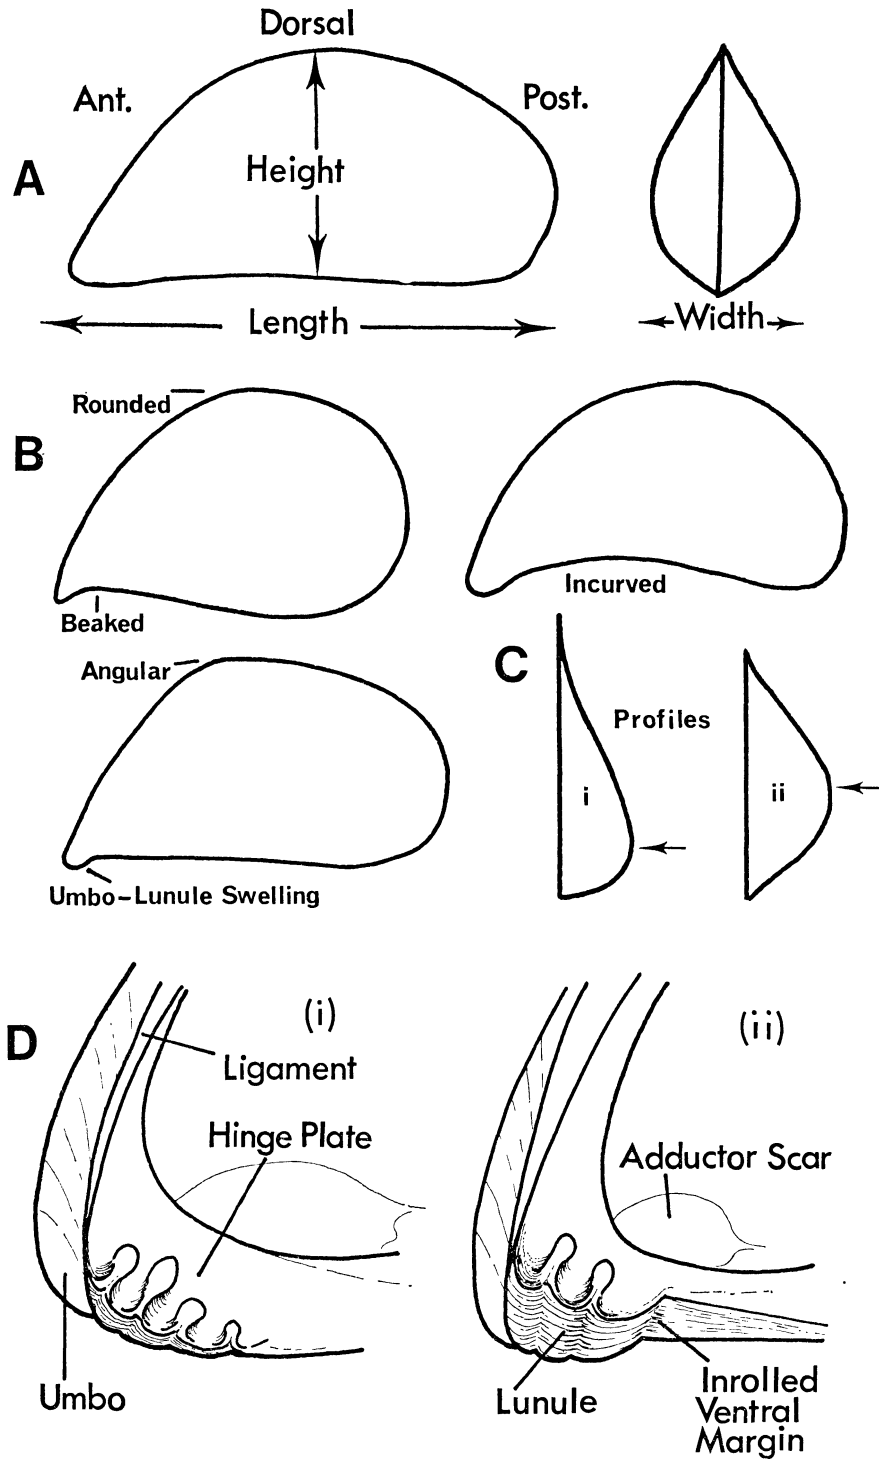 Dorsal
Ant.
Post.
A
Height
Length
Width
Rounded
B
Beaked
Incurved
Angular
C
Profiles
i
ii
Umbo-Lunule Swelling
D
(i)
(ii)
Ligament
Hinge Plate
Adductor Scar
Umbo
Lunule
Inrolled
Ventral
Margin